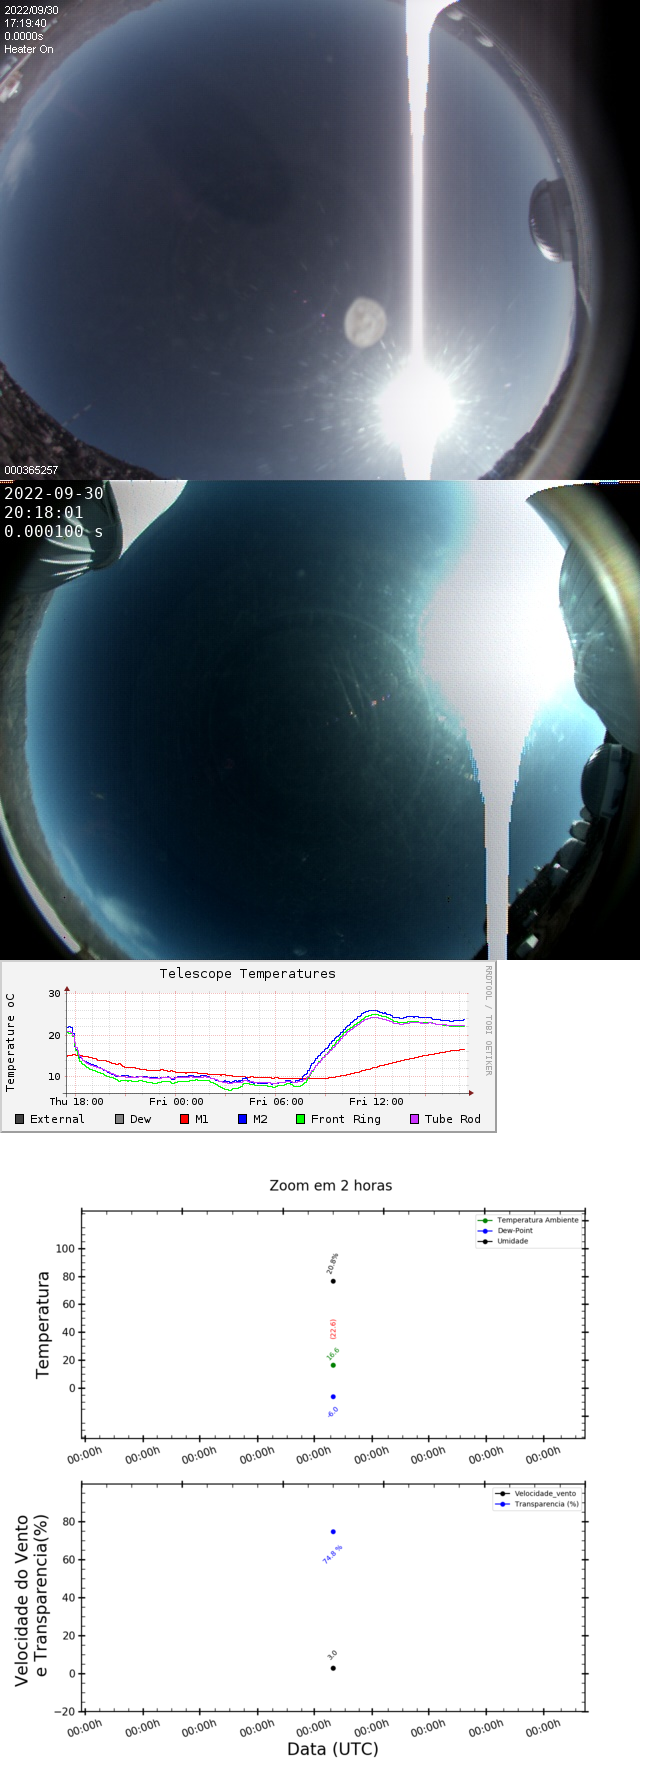 2022/09/30
17:19:40
0.0000s
Heater On
000365257
2022-09-30
20:18:01
0.000100 s
Telescope Temperatures
RRDTOOL / TOBI OETIKER
Temperature oC
30
20
10
Thu 18:00 Fri 00:00 Fri 06:00 Fri 12:00
External Dew M1 M2 Front Ring Tube Rod
Zoom em 2 horas
Temperatura Ambiente
Dew-Point
Umidade
Temperatura
100
80
60
40
20
0
20.8%
(22.6)
16.6
-6.0
00:00h 00:00h 00:00h 00:00h 00:00h 00:00h 00:00h 00:00h 00:00h
Velocidade_vento
Transparencia (%)
Velocidade do Vento
e Transparencia(%)
80
60
40
20
0
−20
74.8 %
3.0
00:00h 00:00h 00:00h 00:00h 00:00h 00:00h 00:00h 00:00h 00:00h
Data (UTC)